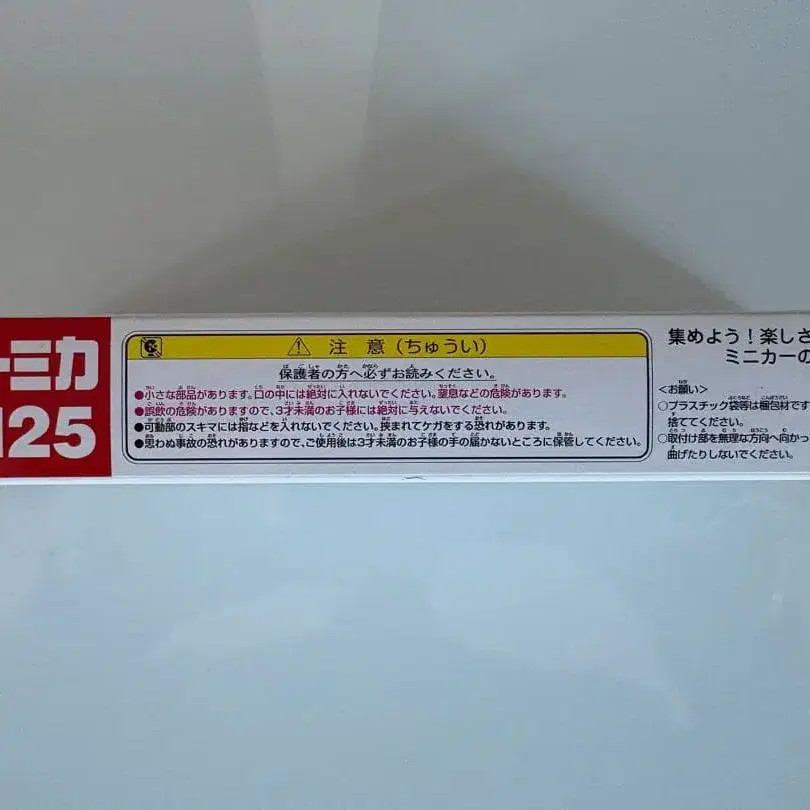 トミカ
125
注意(ちゅうい)
保護者の方へ必ずお読みください。
●小さな部品があります。口の中には絶対に入れないでください。窒息などの危険があります。
●誤飲の危険がありますので、3才未満のお子様には絶対に与えないでください。
●可動部のスキマには指などを入れないでください。挟まれてケガをする恐れがあります。
●思わぬ事故の恐れがありますので、ご使用後は3才未満のお子様の手の届かないところに保管してください。
集めよう!楽しさ
ミニカーの
<お願い>
○プラスチック袋等は梱包材です
捨ててください。
○取付け部を無理な方向へ向かっ
曲げたりしないでください。